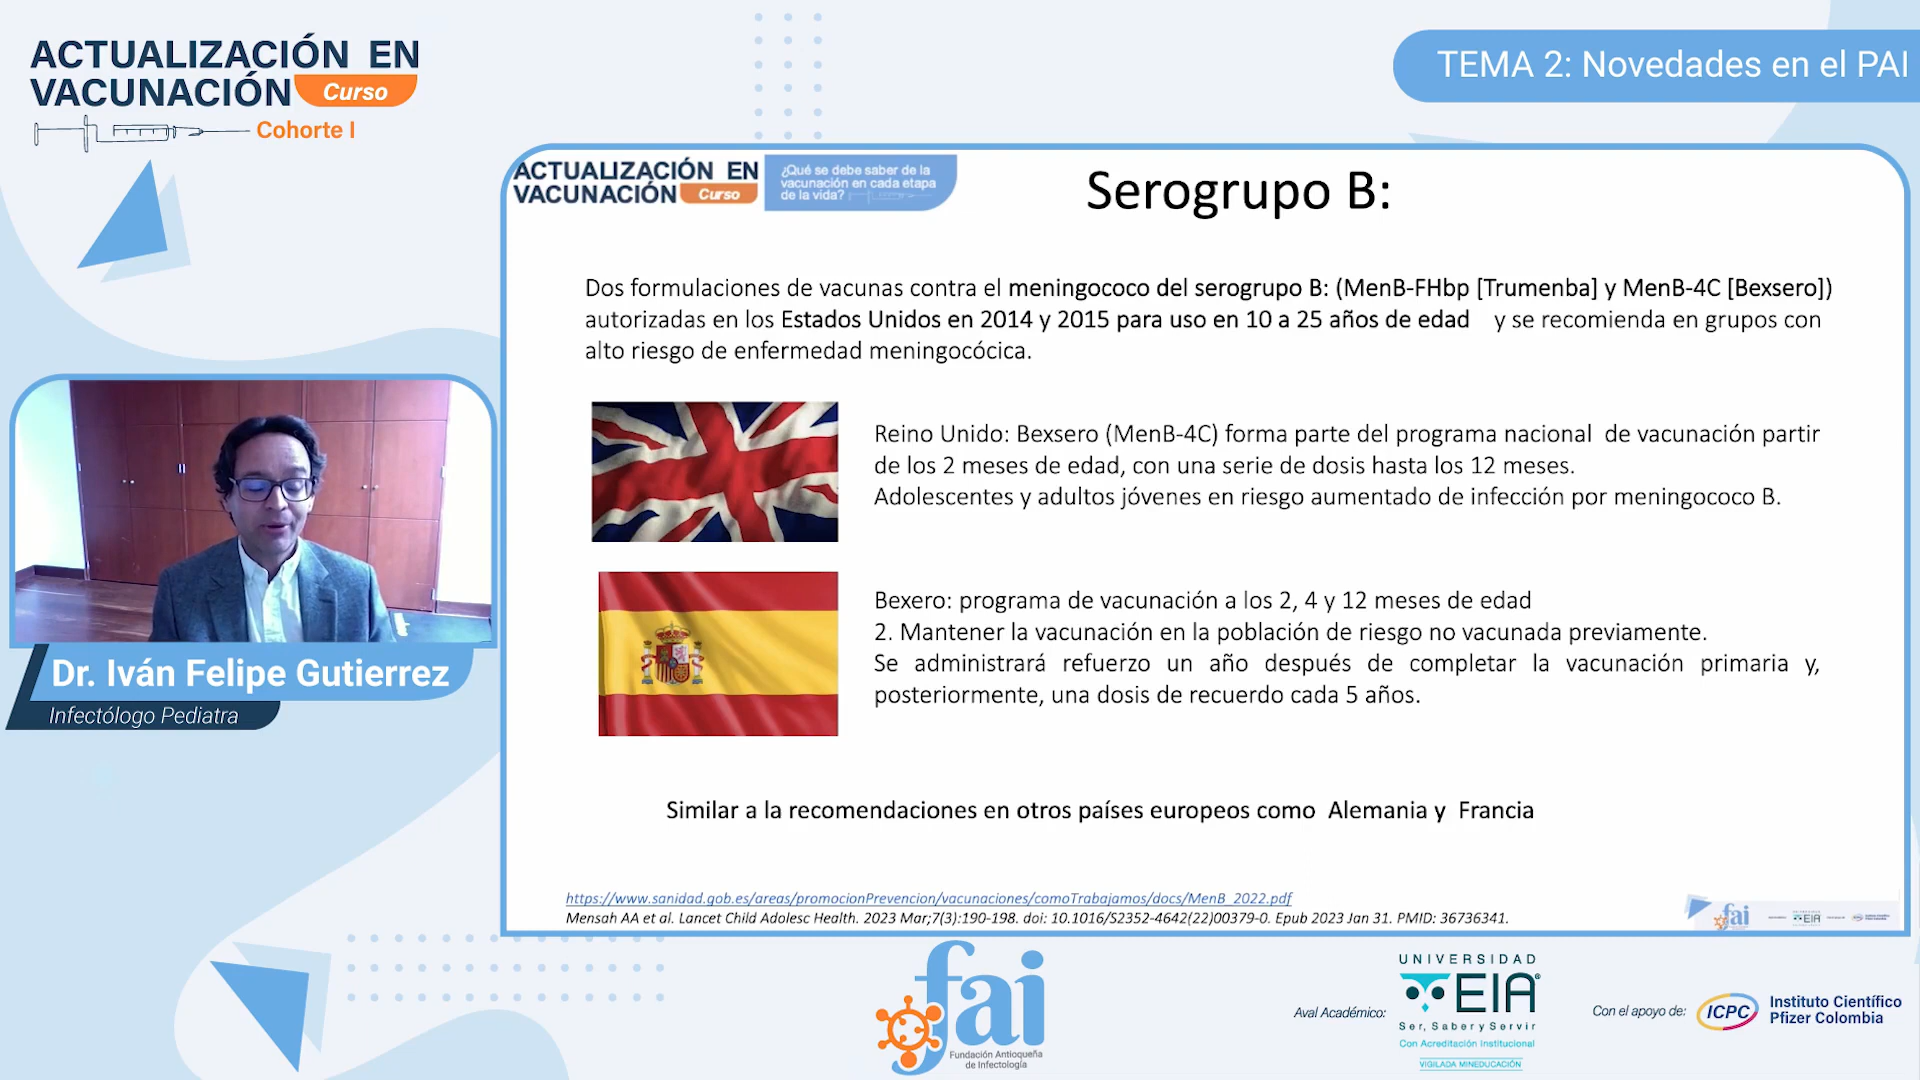 ACTUALIZACIÓN EN
VACUNACIÓN Curso
Cohorte I
TEMA 2: Novedades en el PAI
ACTUALIZACIÓN EN
VACUNACIÓN Curso
¿Qué se debe saber de la
vacunación en cada etapa
de la vida?
Serogrupo B:
Dos formulaciones de vacunas contra el meningococo del serogrupo B: (MenB-FHbp [Trumenba] y MenB-4C [Bexsero])
autorizadas en los Estados Unidos en 2014 y 2015 para uso en 10 a 25 años de edad y se recomienda en grupos con
alto riesgo de enfermedad meningocócica.
Reino Unido: Bexsero (MenB-4C) forma parte del programa nacional de vacunación partir
de los 2 meses de edad, con una serie de dosis hasta los 12 meses.
Adolescentes y adultos jóvenes en riesgo aumentado de infección por meningococo B.
Bexero: programa de vacunación a los 2, 4 y 12 meses de edad
2. Mantener la vacunación en la población de riesgo no vacunada previamente.
Se administrará refuerzo un año después de completar la vacunación primaria y,
posteriormente, una dosis de recuerdo cada 5 años.
Similar a la recomendaciones en otros países europeos como Alemania y Francia
https://www.sanidad.gob.es/areas/promocionPrevencion/vacunaciones/comoTrabajamos/docs/MenB_2022.pdf
Mensah AA et al. Lancet Child Adolesc Health. 2023 Mar;7(3):190-198. doi: 10.1016/S2352-4642(22)00379-0. Epub 2023 Jan 31. PMID: 36736341.
fai
EIA
Dr. Iván Felipe Gutierrez
Infectólogo Pediatra
fai
Fundación Antioqueña
de Infectología
Aval Académico:
UNIVERSIDAD
EIA®
Ser, Saber y Servir
Con Acreditación Institucional
VIGILADA MINEDUCACIÓN
Con el apoyo de:
ICPC
Instituto Científico
Pfizer Colombia